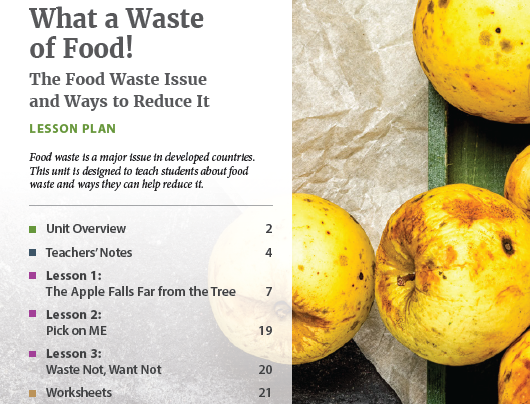 What a Waste
of Food!
The Food Waste Issue
and Ways to Reduce It
LESSON PLAN
Food waste is a major issue in developed countries.
This unit is designed to teach students about food
waste and ways they can help reduce it.
Unit Overview 2
Teachers' Notes 4
Lesson 1:
The Apple Falls Far from the Tree 7
Lesson 2:
Pick on ME 19
Lesson 3:
Waste Not, Want Not 20
Worksheets 21